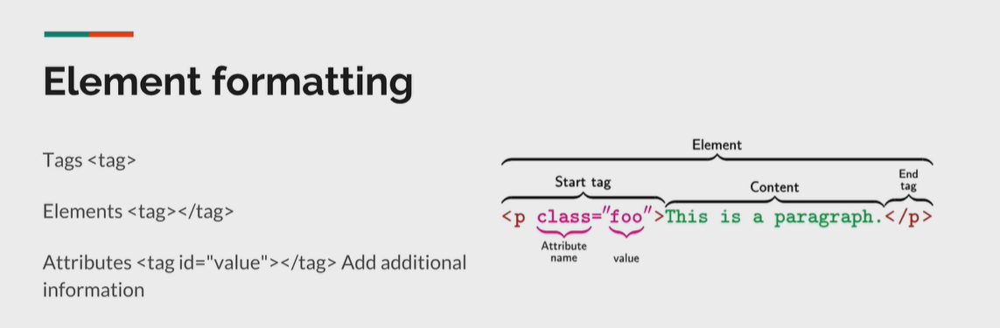 Element formatting
Tags <tag>
Elements <tag></tag>
Attributes <tag id="value"></tag> Add additional
information
Element
Start tag
Content
End
tag
<p class="foo">This is a paragraph.</p>
Attribute
name
value